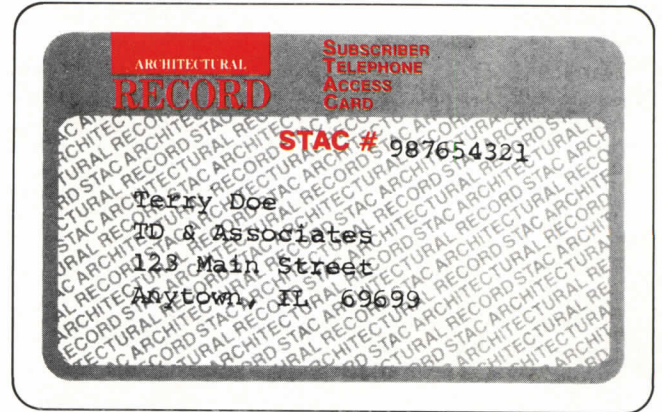 ARCHITECTURAL
RECORD
SUBSCRIBER
TELEPHONE
ACCESS
CARD
STAC # 987654321
Terry Doe
TD & Associates
123 Main Street
Anytown, IL 69699